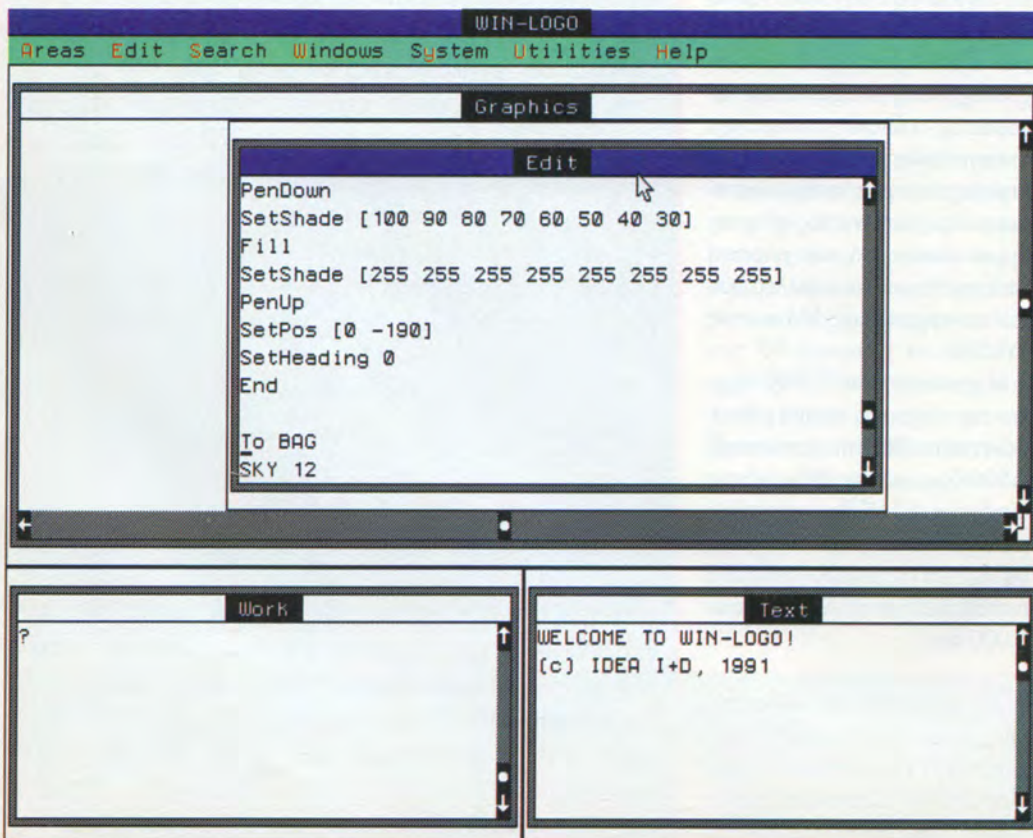 WIN-LOGO
Areas Edit Search Windows System Utilities Help
Graphics
Edit
PenDown
SetShade [100 90 80 70 60 50 40 30]
Fill
SetShade [255 255 255 255 255 255 255 255]
PenUp
SetPos [0 -190]
SetHeading 0
End
To BAG
SKY 12
Work
?
Text
WELCOME TO WIN-LOGO!
(c) IDEA I+D, 1991